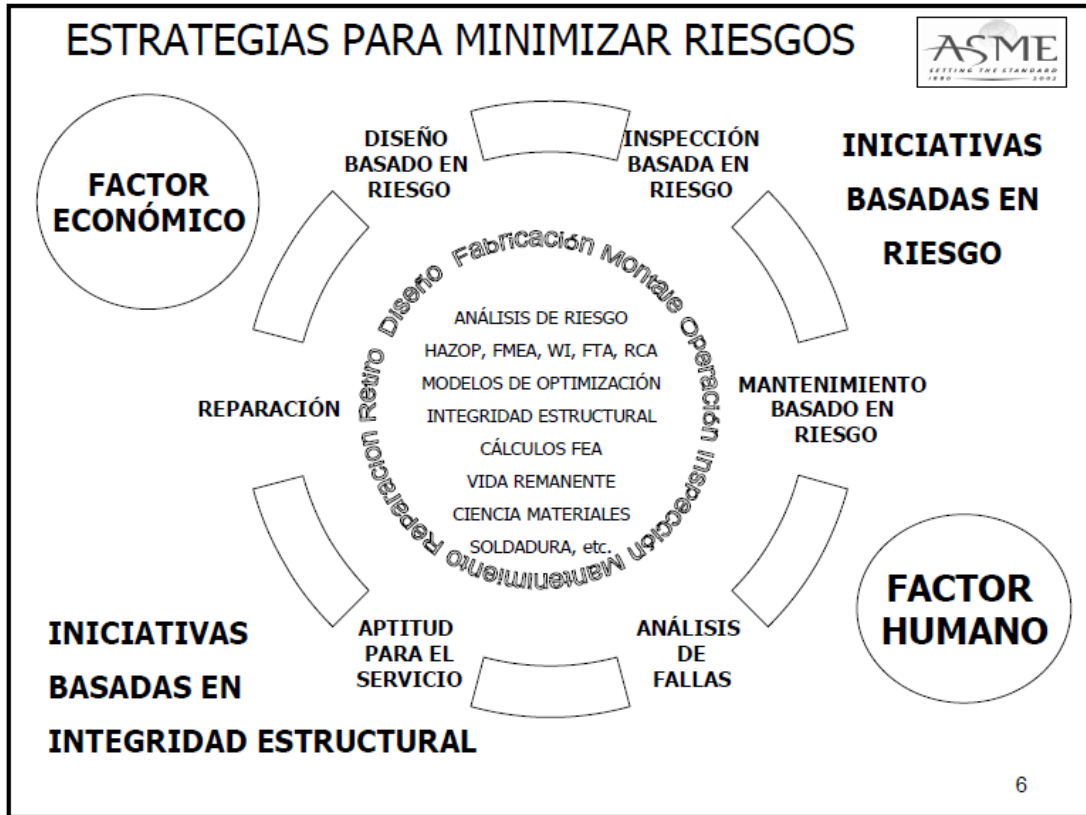 ESTRATEGIAS PARA MINIMIZAR RIESGOS
ASME
SETTING THE STANDARD
1880 2002
FACTOR
ECONÓMICO
DISEÑO
BASADO EN
RIESGO
INSPECCIÓN
BASADA EN
RIESGO
INICIATIVAS
BASADAS EN
RIESGO
Diseño Fabricación Montaje Operación Inspección Mantenimiento Reparacion Retiro
ANÁLISIS DE RIESGO
HAZOP, FMEA, WI, FTA, RCA
MODELOS DE OPTIMIZACIÓN
INTEGRIDAD ESTRUCTURAL
CÁLCULOS FEA
VIDA REMANENTE
CIENCIA MATERIALES
SOLDADURA, etc.
REPARACIÓN
MANTENIMIENTO
BASADO EN
RIESGO
APTITUD
PARA EL
SERVICIO
ANÁLISIS
DE
FALLAS
FACTOR
HUMANO
INICIATIVAS
BASADAS EN
INTEGRIDAD ESTRUCTURAL
6